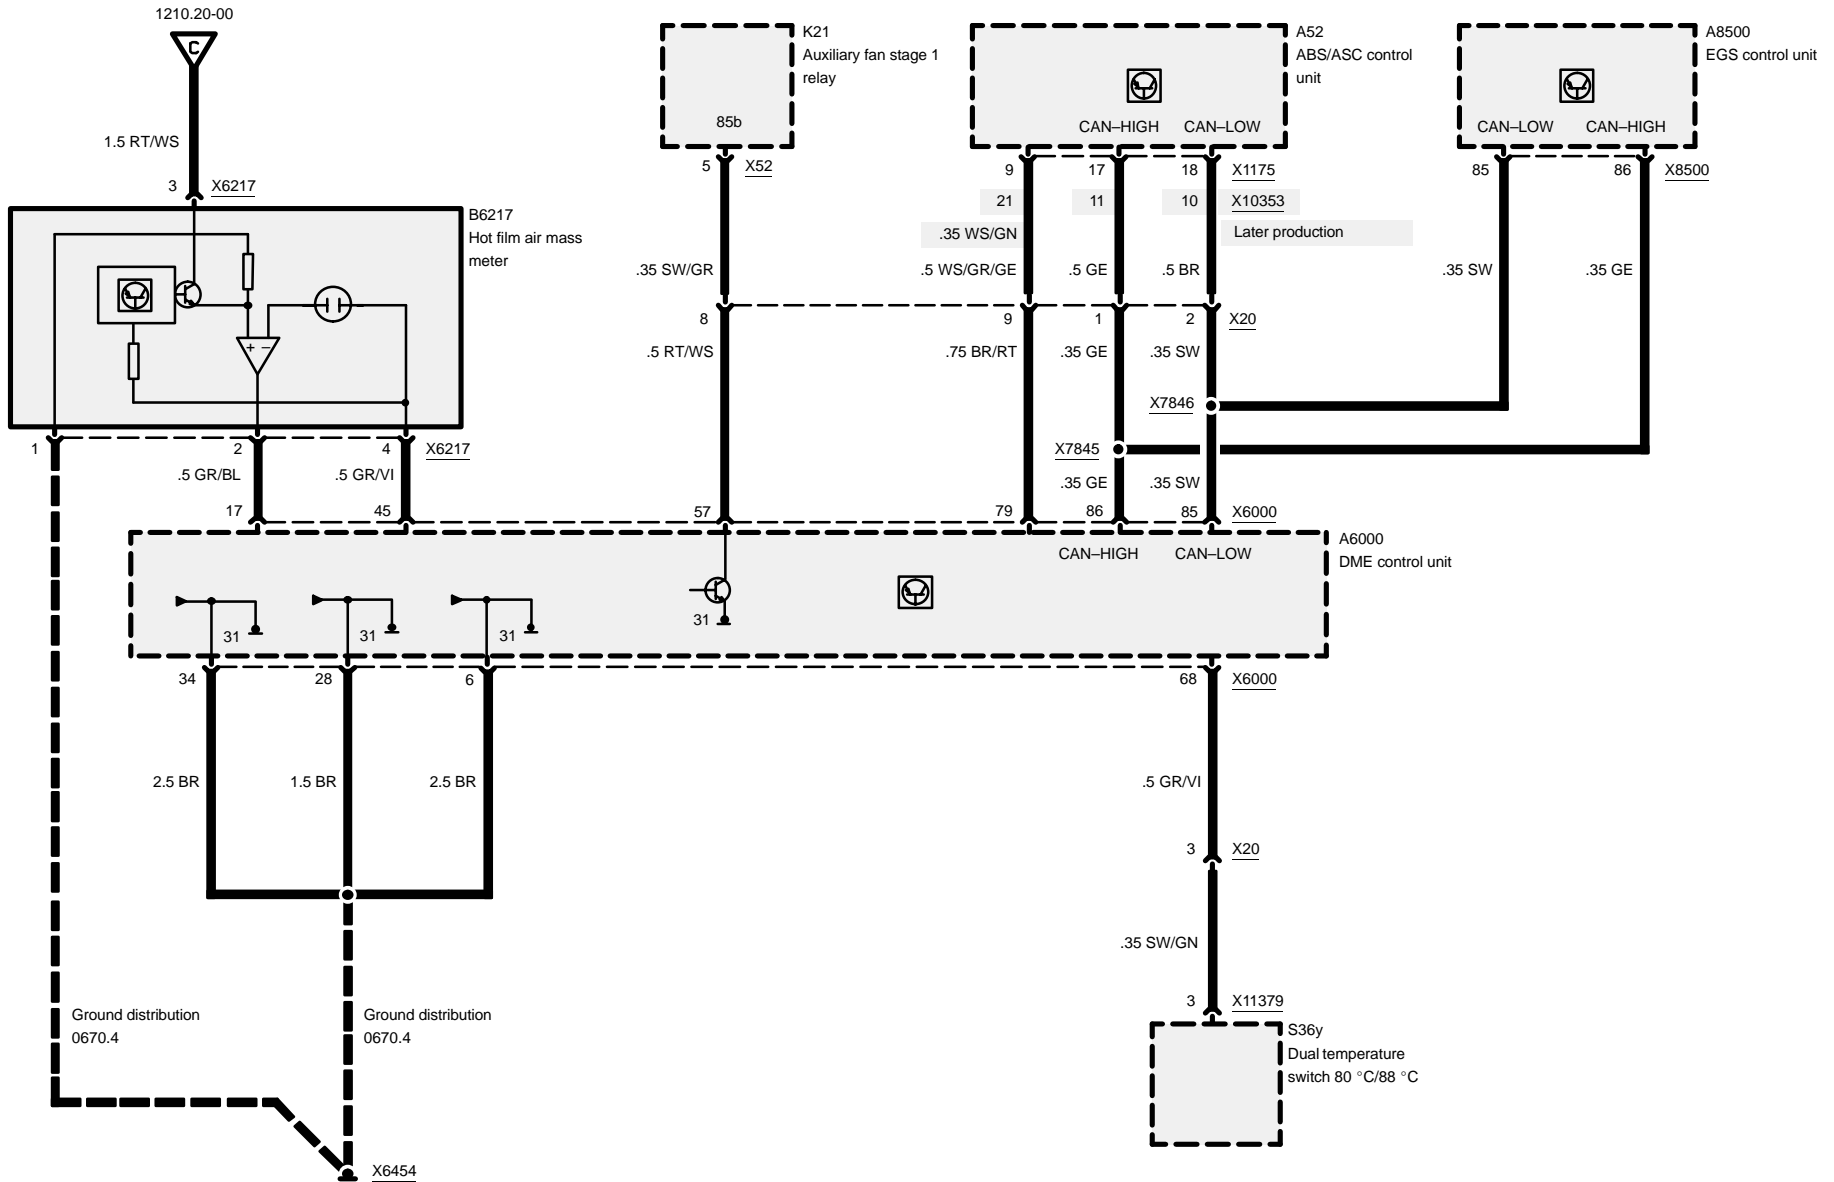 1210.20-00
C
1.5 RT/WS
3 X6217
B6217
Hot film air mass
meter
+ −
1 2 4 X6217
.5 GR/BL .5 GR/VI
17 45
K21
Auxiliary fan stage 1
relay
85b
5 X52
.35 SW/GR
8
.5 RT/WS
57
A52
ABS/ASC control
unit
CAN–HIGH CAN–LOW
9 17 18 X1175
21 11 10 X10353
.35 WS/GN Later production
.5 WS/GR/GE .5 GE .5 BR
9 1 2 X20
.75 BR/RT .35 GE .35 SW
X7846
X7845
.35 GE .35 SW
79 86 85 X6000
A8500
EGS control unit
CAN–LOW CAN–HIGH
85 86 X8500
.35 SW .35 GE
A6000
DME control unit
CAN–HIGH CAN–LOW
31 31 31 31
34 28 6 68 X6000
2.5 BR 1.5 BR 2.5 BR .5 GR/VI
3 X20
.35 SW/GN
3 X11379
S36y
Dual temperature
switch 80 °C/88 °C
Ground distribution
0670.4
Ground distribution
0670.4
X6454